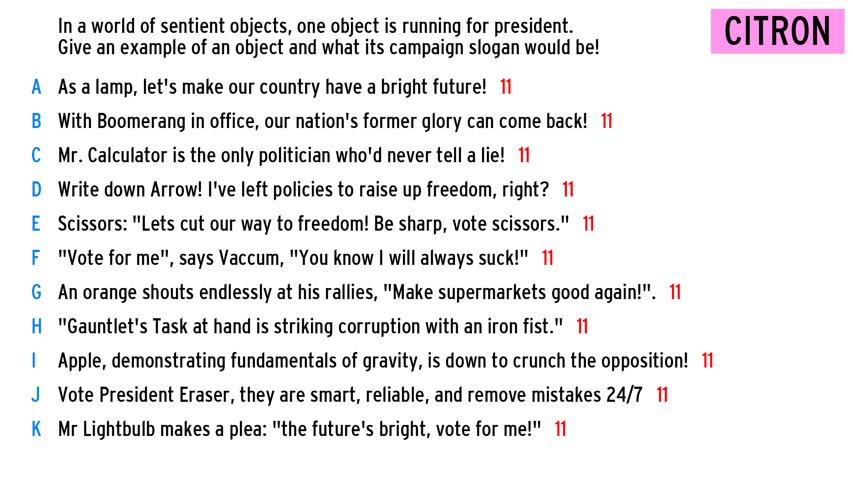 In a world of sentient objects, one object is running for president.
Give an example of an object and what its campaign slogan would be!
CITRON
A As a lamp, let's make our country have a bright future! 11
B With Boomerang in office, our nation's former glory can come back! 11
C Mr. Calculator is the only politician who'd never tell a lie! 11
D Write down Arrow! I've left policies to raise up freedom, right? 11
E Scissors: "Lets cut our way to freedom! Be sharp, vote scissors." 11
F "Vote for me", says Vaccum, "You know I will always suck!" 11
G An orange shouts endlessly at his rallies, "Make supermarkets good again!". 11
H "Gauntlet's Task at hand is striking corruption with an iron fist." 11
I Apple, demonstrating fundamentals of gravity, is down to crunch the opposition! 11
J Vote President Eraser, they are smart, reliable, and remove mistakes 24/7 11
K Mr Lightbulb makes a plea: "the future's bright, vote for me!" 11